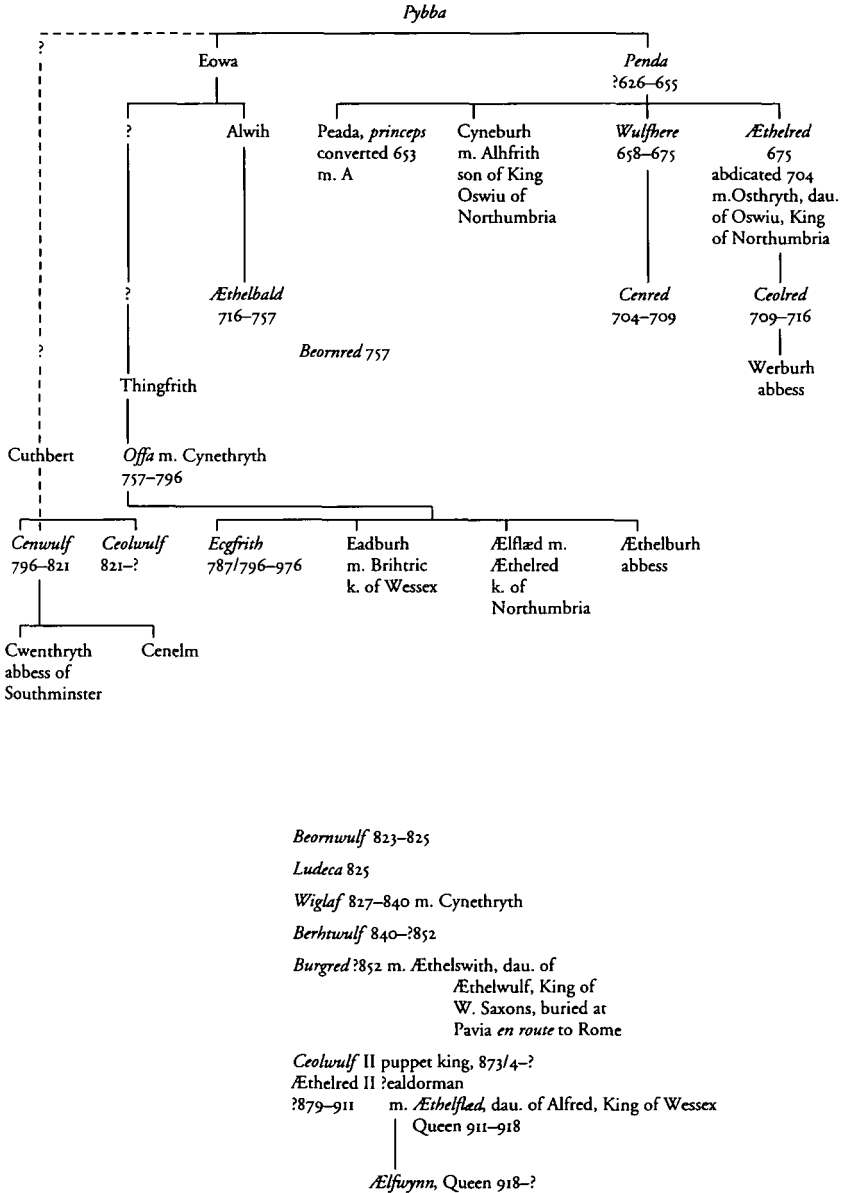 Pybba
?
Eowa
Penda
?626–655
?
Alwih
Peada, princeps
converted 653
m. A
Cyneburh
m. Alhfrith
son of King
Oswiu of
Northumbria
Wulfhere
658–675
Æthelred
675
abdicated 704
m.Osthryth, dau.
of Oswiu, King
of Northumbria
?
Æthelbald
716–757
Cenred
704–709
Ceolred
709–716
?
Beornred 757
Werburh
abbess
Thingfrith
Cuthbert
Offa m. Cynethryth
757–796
Cenwulf
796–821
Ceolwulf
821–?
Ecgfrith
787/796–976
Eadburh
m. Brihtric
k. of Wessex
Ælflæd m.
Æthelred
k. of
Northumbria
Æthelburh
abbess
Cwenthryth
abbess of
Southminster
Cenelm
Beornwulf 823–825
Ludeca 825
Wiglaf 827–840 m. Cynethryth
Berhtwulf 840–?852
Burgred ?852 m. Æthelswith, dau. of
Æthelwulf, King of
W. Saxons, buried at
Pavia en route to Rome
Ceolwulf II puppet king, 873/4–?
Æthelred II ?ealdorman
?879–911 m. Æthelflæd, dau. of Alfred, King of Wessex
Queen 911–918
Ælfwynn, Queen 918–?